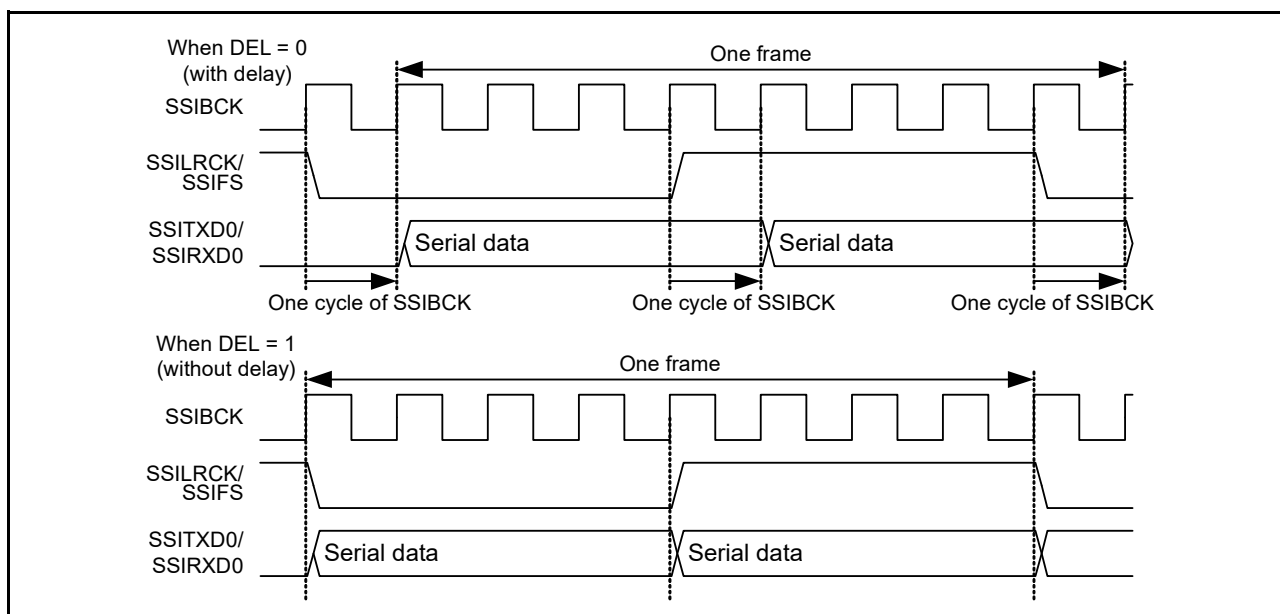 When DEL = 0
(with delay)
One frame
SSIBCK
SSILRCK/
SSIFS
SSITXD0/
SSIRXD0
Serial data
Serial data
One cycle of SSIBCK
One cycle of SSIBCK
One cycle of SSIBCK
When DEL = 1
(without delay)
One frame
SSIBCK
SSILRCK/
SSIFS
SSITXD0/
SSIRXD0
Serial data
Serial data